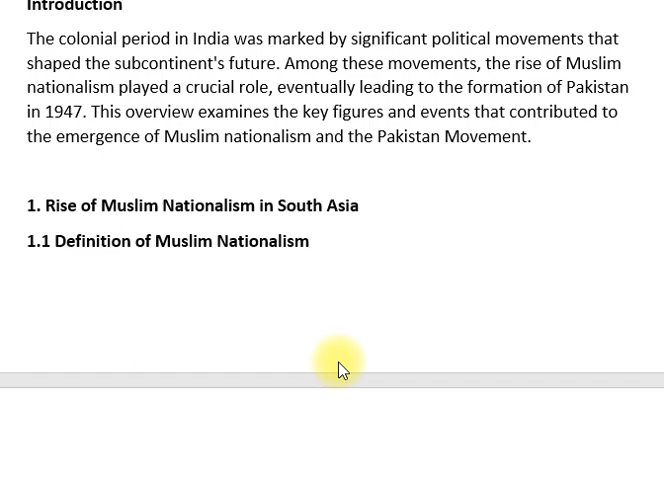 Introduction
The colonial period in India was marked by significant political movements that
shaped the subcontinent's future. Among these movements, the rise of Muslim
nationalism played a crucial role, eventually leading to the formation of Pakistan
in 1947. This overview examines the key figures and events that contributed to
the emergence of Muslim nationalism and the Pakistan Movement.
1. Rise of Muslim Nationalism in South Asia
1.1 Definition of Muslim Nationalism